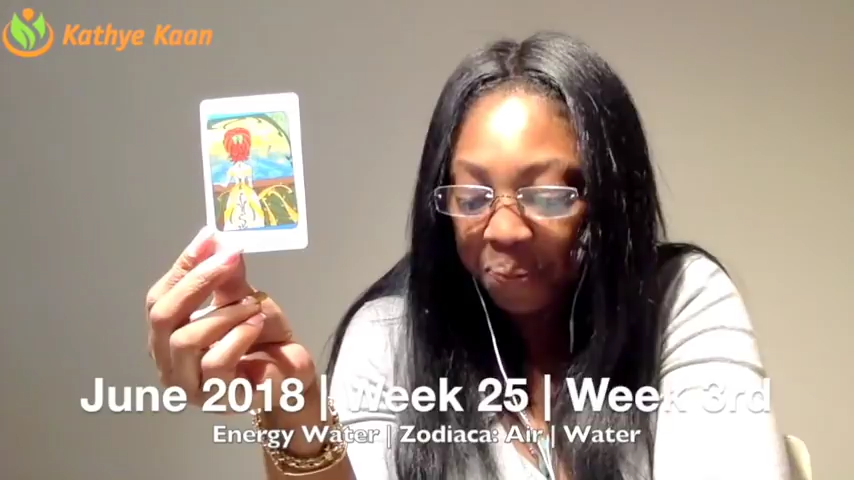 Kathye Kaan
June 2018 | Week 25 | Week 3rd
Energy Water | Zodiaca: Air | Water